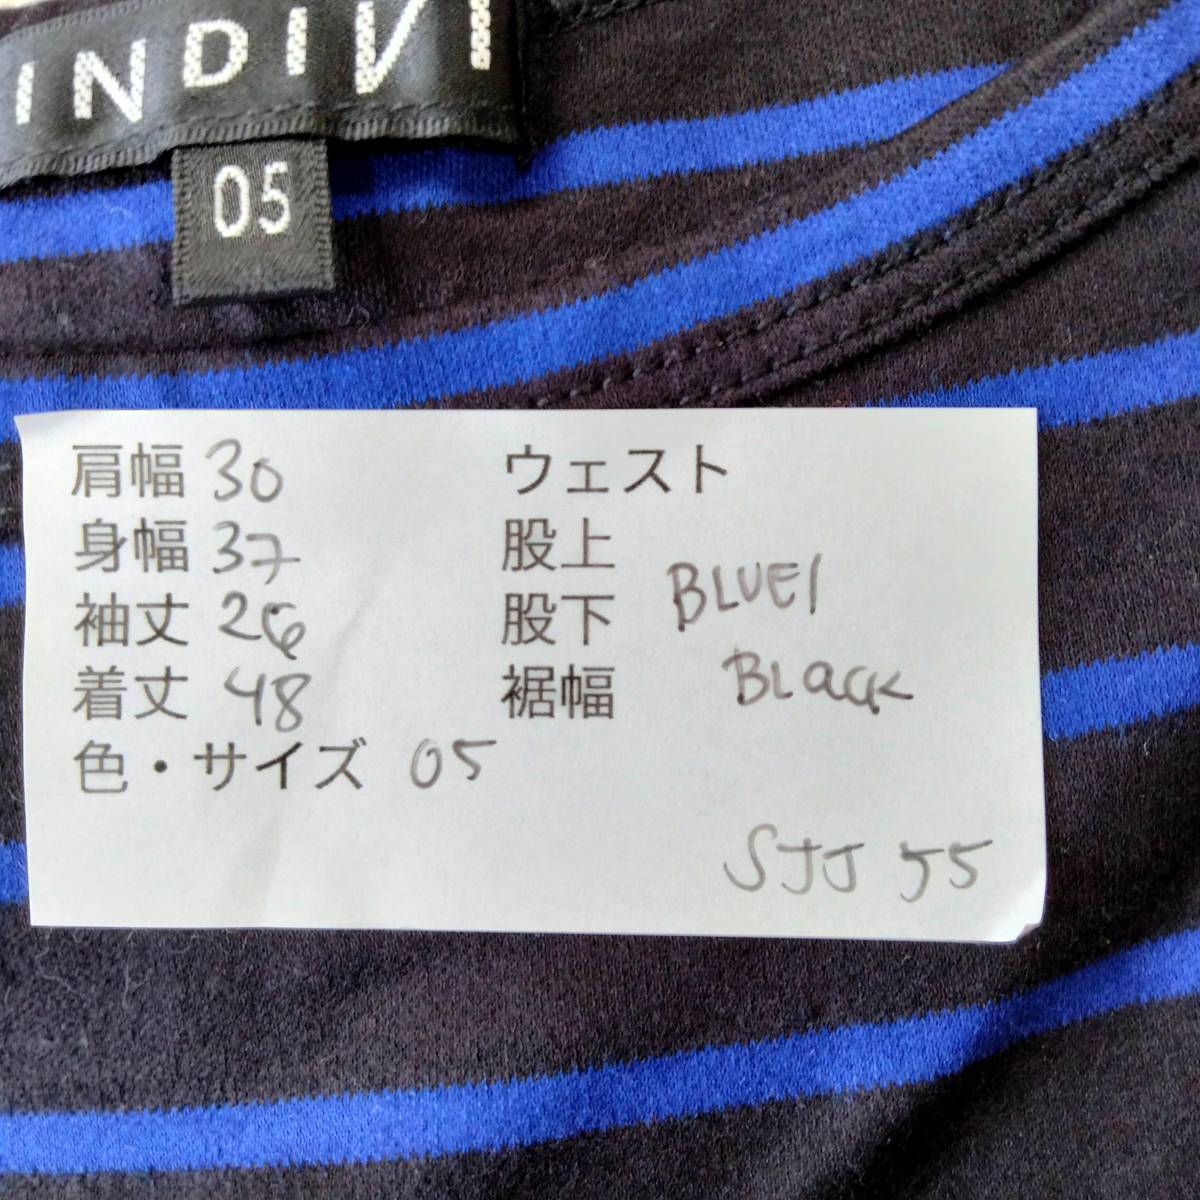 INDIVI
05
肩幅 30
身幅 37
袖丈 26
着丈 48
色・サイズ 05
ウェスト
股上
股下
裾幅
BLUE/
BLacK
SJJ 55